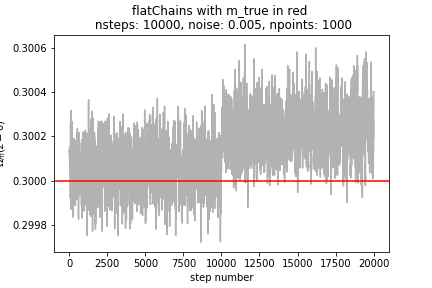 flatChains with m_true in red
nsteps: 10000, noise: 0.005, npoints: 1000
0.3006
0.3004
0.3002
0.3000
0.2998
0 2500 5000 7500 10000 12500 15000 17500 20000
step number